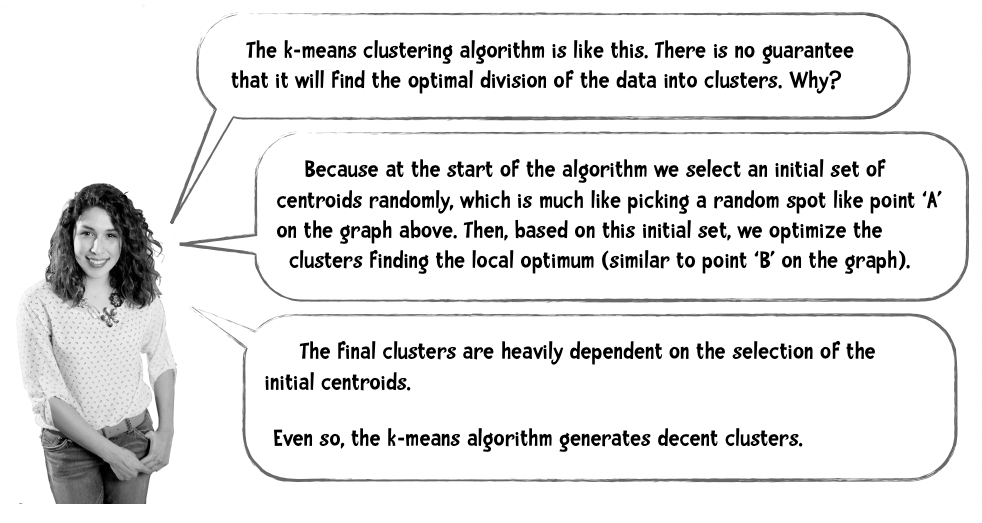 The k-means clustering algorithm is like this. There is no guarantee
that it will find the optimal division of the data into clusters. Why?
Because at the start of the algorithm we select an initial set of
centroids randomly, which is much like picking a random spot like point ‘A’
on the graph above. Then, based on this initial set, we optimize the
clusters finding the local optimum (similar to point ‘B’ on the graph).
The final clusters are heavily dependent on the selection of the
initial centroids.
Even so, the k-means algorithm generates decent clusters.